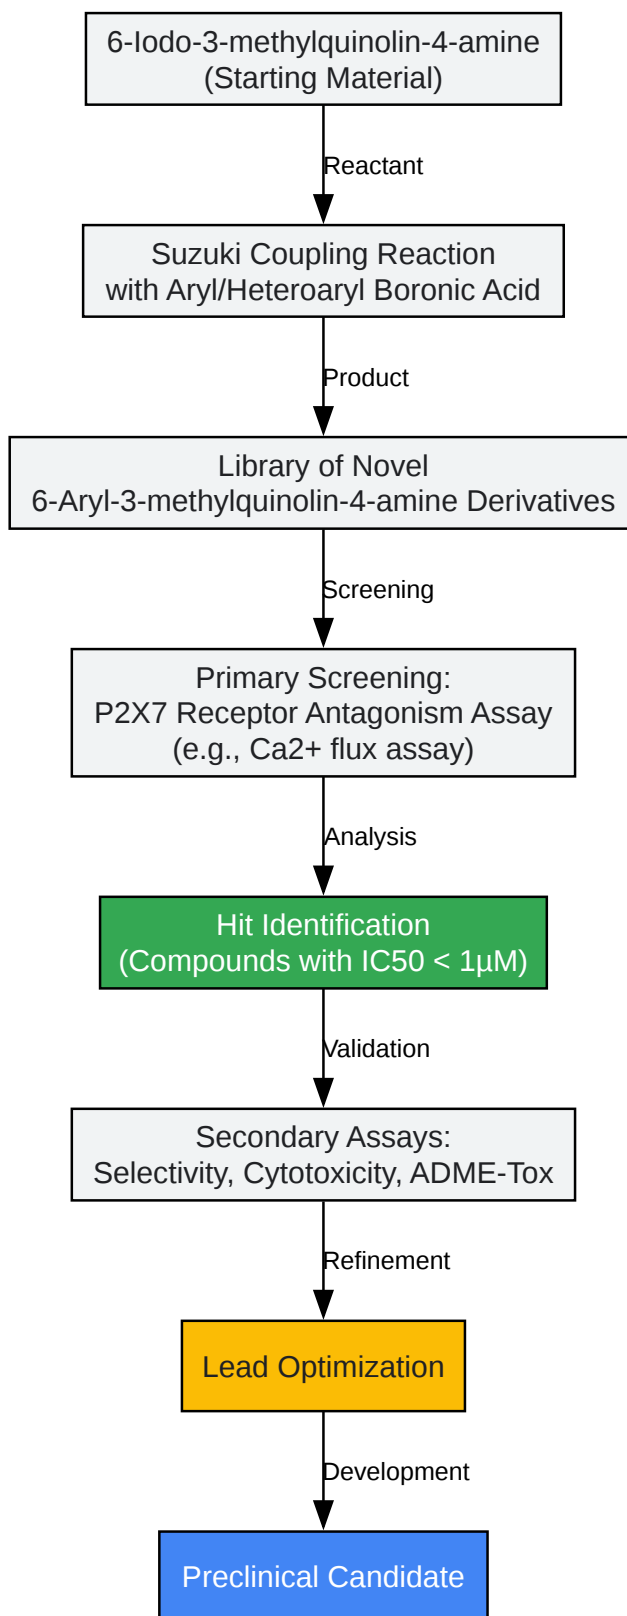 6-Iodo-3-methylquinolin-4-amine
(Starting Material)
Reactant
Suzuki Coupling Reaction
with Aryl/Heteroaryl Boronic Acid
Product
Library of Novel
6-Aryl-3-methylquinolin-4-amine Derivatives
Screening
Primary Screening:
P2X7 Receptor Antagonism Assay
(e.g., Ca2+ flux assay)
Analysis
Hit Identification
(Compounds with IC50 < 1µM)
Validation
Secondary Assays:
Selectivity, Cytotoxicity, ADME-Tox
Refinement
Lead Optimization
Development
Preclinical Candidate